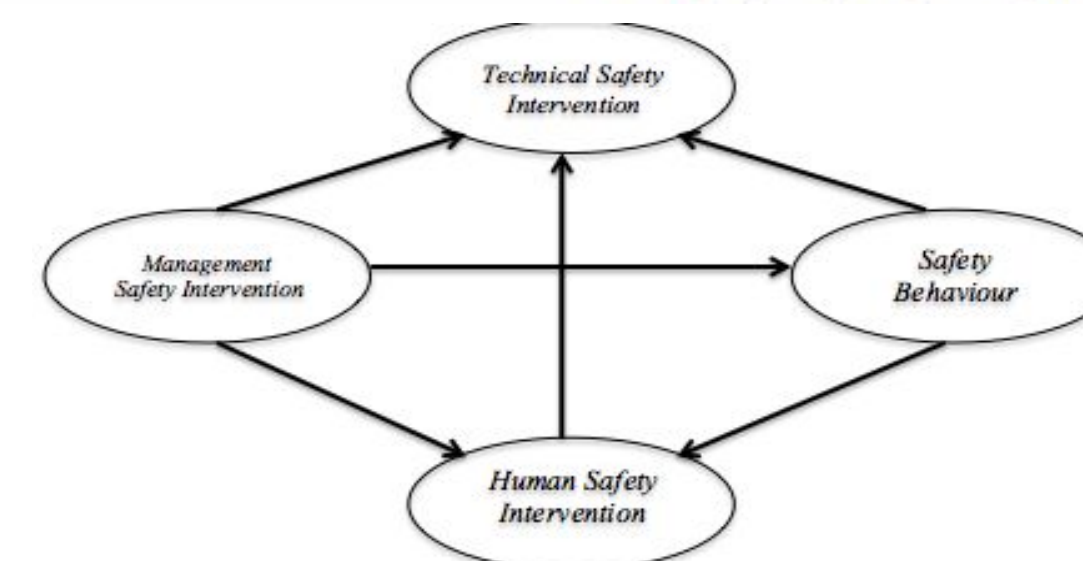 Technical Safety
Intervention
Management
Safety Intervention
Safety
Behaviour
Human Safety
Intervention